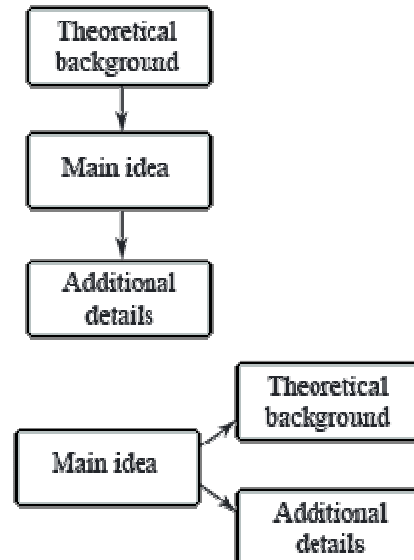 Theoretical
background
Main idea
Additional
details
Theoretical
background
Main idea
Additional
details